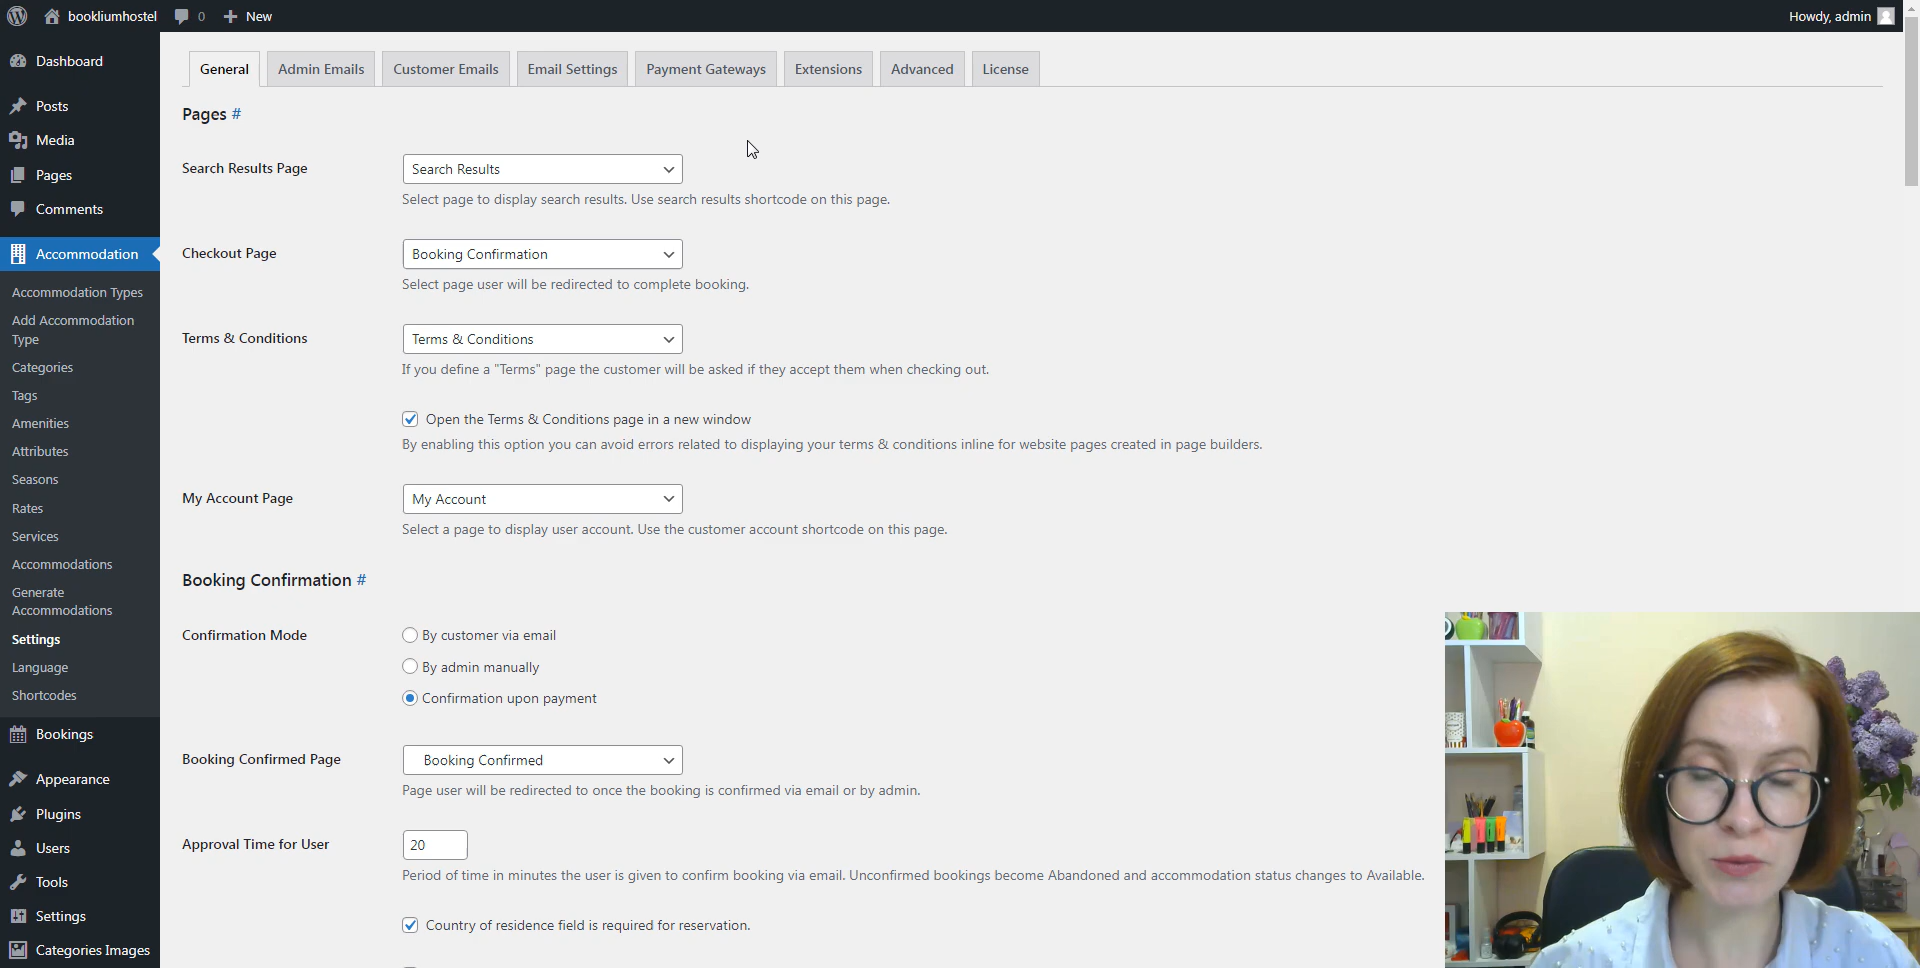 bookliumhostel 0 New Howdy, admin
Dashboard
Posts
Media
Pages
Comments
Accommodation
Accommodation Types
Add Accommodation
Type
Categories
Tags
Amenities
Attributes
Seasons
Rates
Services
Accommodations
Generate
Accommodations
Settings
Language
Shortcodes
Bookings
Appearance
Plugins
Users
Tools
Settings
Categories Images
General Admin Emails Customer Emails Email Settings Payment Gateways Extensions Advanced License
Pages #
Search Results Page Search Results
Select page to display search results. Use search results shortcode on this page.
Checkout Page Booking Confirmation
Select page user will be redirected to complete booking.
Terms & Conditions Terms & Conditions
If you define a "Terms" page the customer will be asked if they accept them when checking out.
Open the Terms & Conditions page in a new window
By enabling this option you can avoid errors related to displaying your terms & conditions inline for website pages created in page builders.
My Account Page My Account
Select a page to display user account. Use the customer account shortcode on this page.
Booking Confirmation #
Confirmation Mode By customer via email
By admin manually
Confirmation upon payment
Booking Confirmed Page Booking Confirmed
Page user will be redirected to once the booking is confirmed via email or by admin.
Approval Time for User 20
Period of time in minutes the user is given to confirm booking via email. Unconfirmed bookings become Abandoned and accommodation status changes to Available.
Country of residence field is required for reservation.